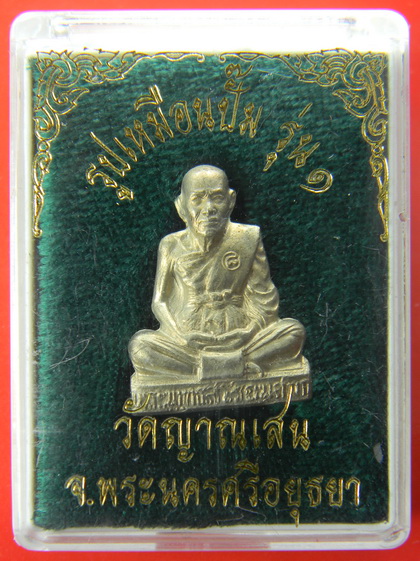 รูปเหมือนปั๊ม รุ่น ๑
วัดญาณเสน
จ.พระนครศรีอยุธยา